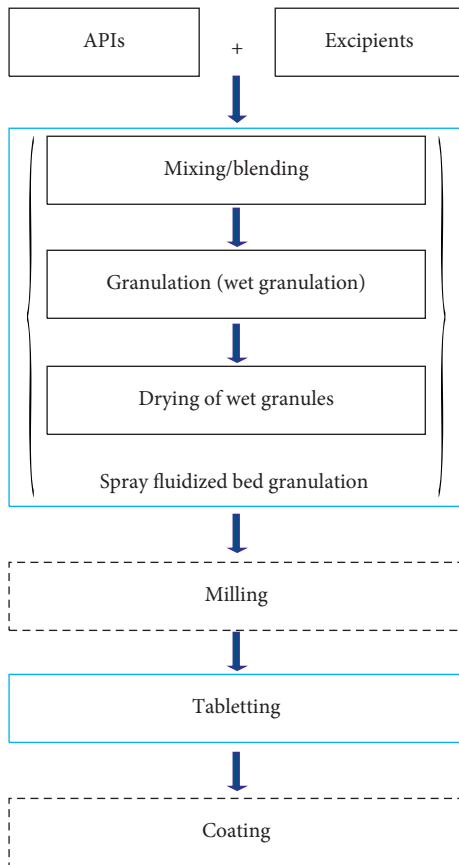 APIs
+
Excipients
Mixing/blending
Granulation (wet granulation)
Drying of wet granules
Spray fluidized bed granulation
Milling
Tabletting
Coating